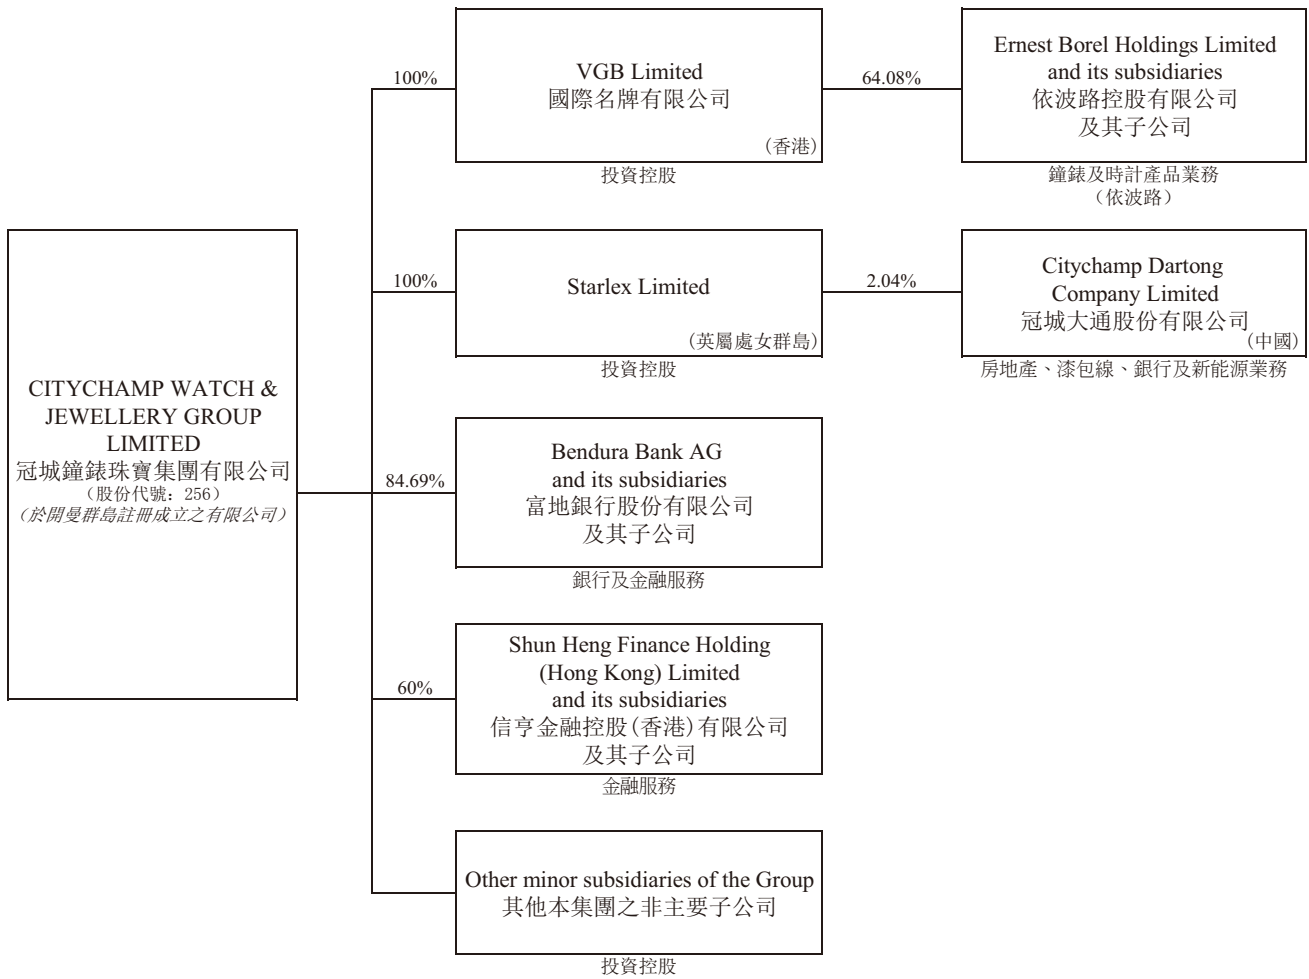 CITYCHAMP WATCH &
JEWELLERY GROUP
LIMITED
冠城鐘錶珠寶集團有限公司
（股份代號：256）
（於開曼群島註冊成立之有限公司）
100%
VGB Limited
國際名牌有限公司
(香港)
投資控股
64.08%
Ernest Borel Holdings Limited
and its subsidiaries
依波路控股有限公司
及其子公司
鐘錶及時計產品業務
（依波路）
100%
Starlex Limited
(英屬處女群島)
投資控股
2.04%
Citychamp Dartong
Company Limited
冠城大通股份有限公司
(中國)
房地產、漆包線、銀行及新能源業務
84.69%
Bendura Bank AG
and its subsidiaries
富地銀行股份有限公司
及其子公司
銀行及金融服務
60%
Shun Heng Finance Holding
(Hong Kong) Limited
and its subsidiaries
信亨金融控股(香港)有限公司
及其子公司
金融服務
Other minor subsidiaries of the Group
其他本集團之非主要子公司
投資控股